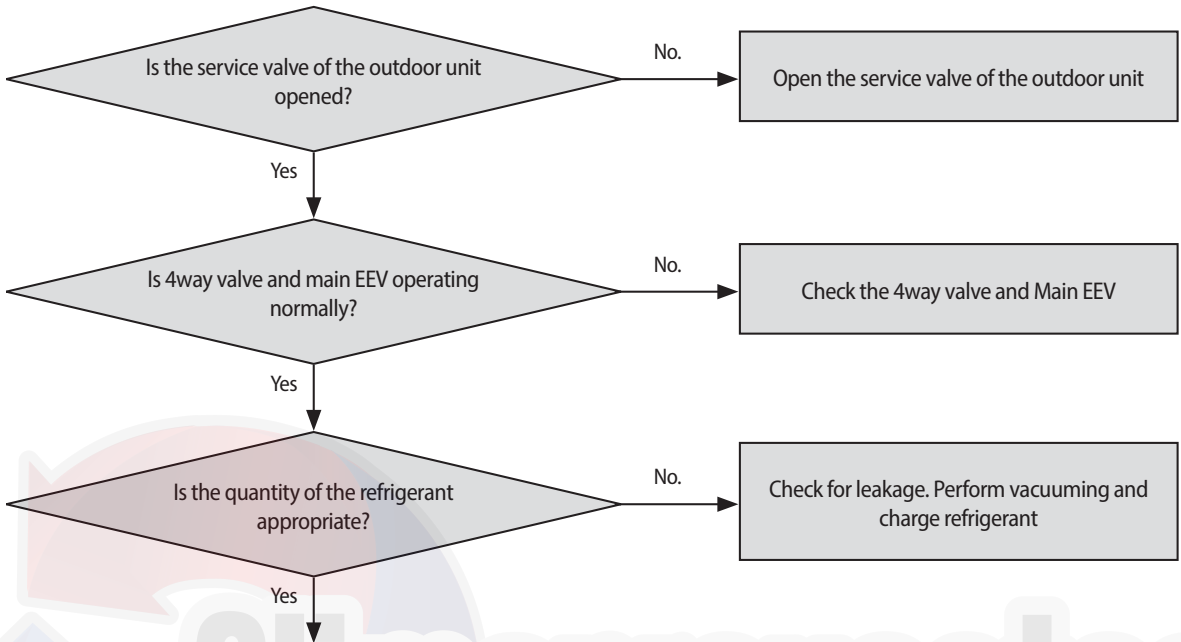 Is the service valve of the outdoor unit
opened?
No.
Open the service valve of the outdoor unit
Yes
Is 4way valve and main EEV operating
normally?
No.
Check the 4way valve and Main EEV
Yes
Is the quantity of the refrigerant
appropriate?
No.
Check for leakage. Perform vacuuming and
charge refrigerant
Yes